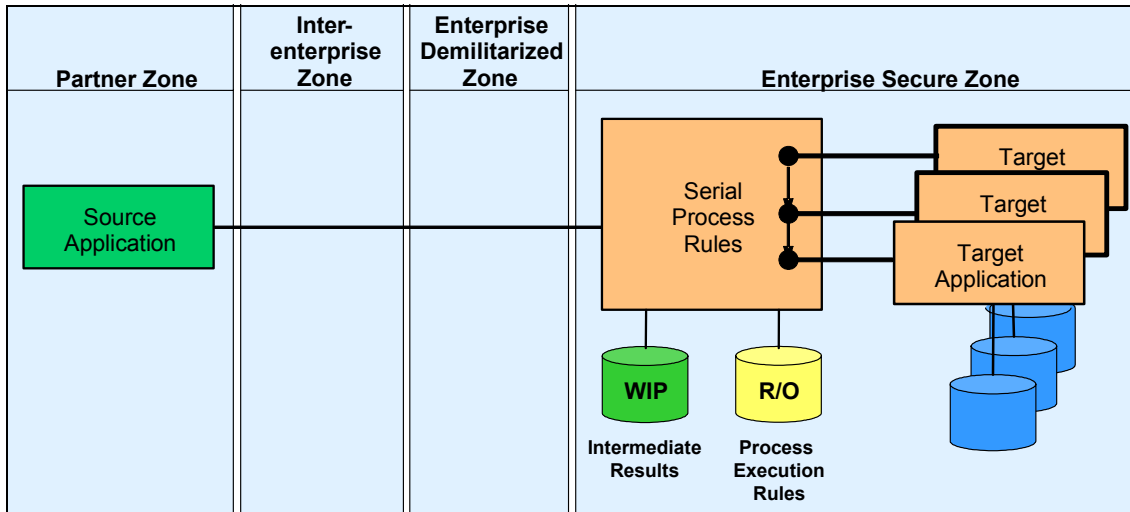 Partner Zone
Inter-
enterprise
Zone
Enterprise
Demilitarized
Zone
Enterprise Secure Zone
Source
Application
Serial
Process
Rules
Target
Target
Target
Application
WIP
R/O
Intermediate
Results
Process
Execution
Rules